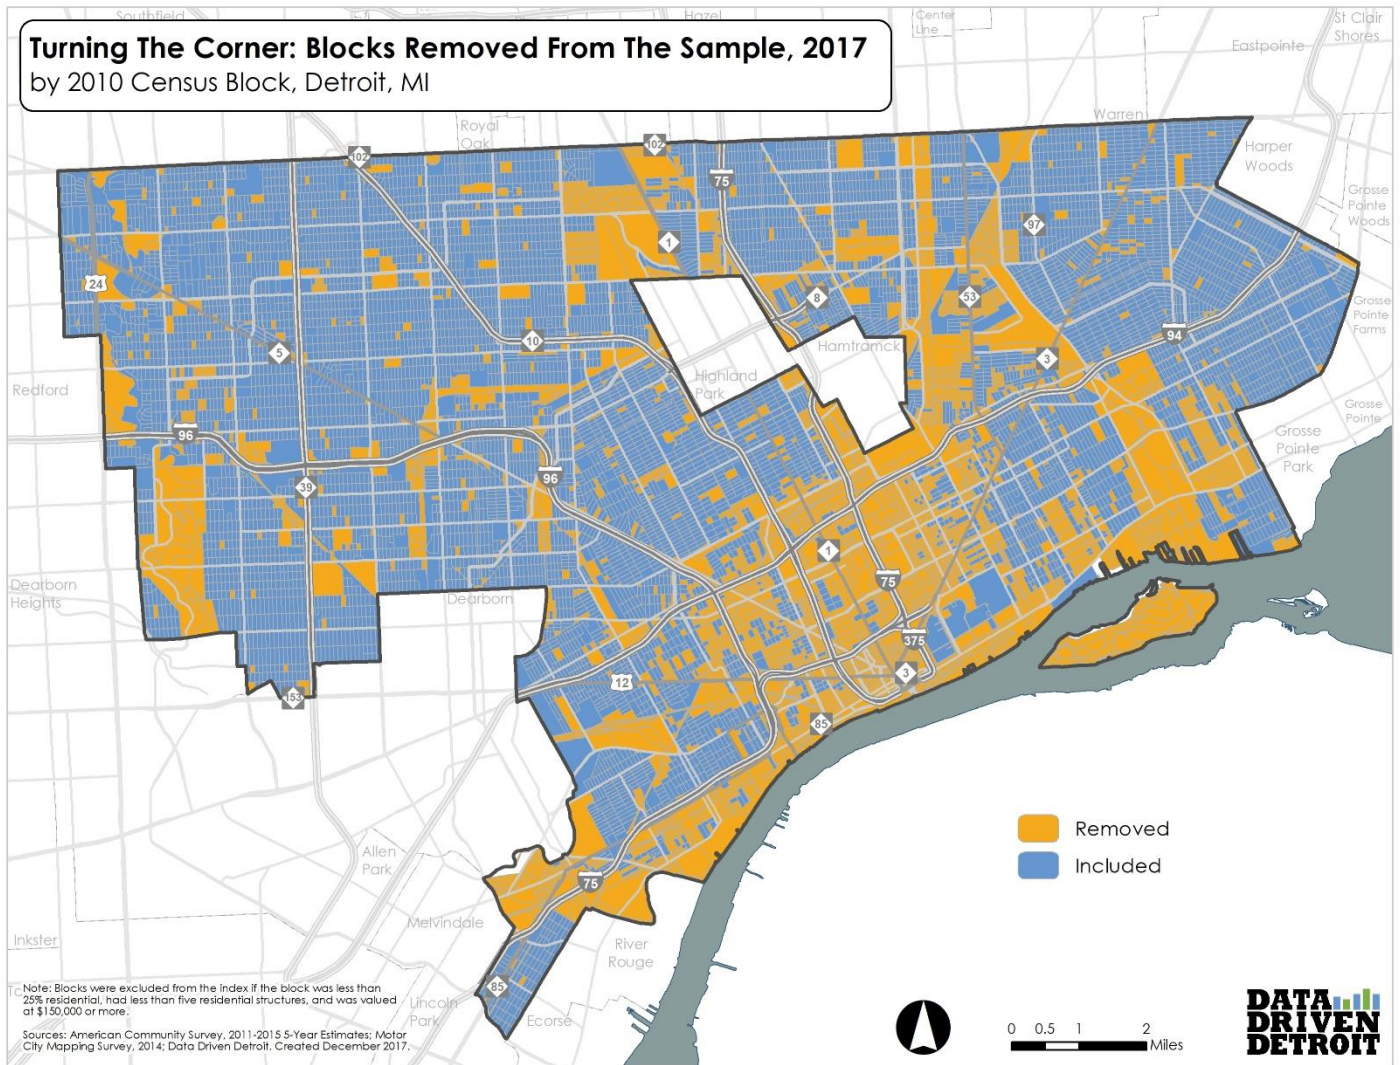 Southfield
Hazel
Center
Line
St Clair
Shores
Turning The Corner: Blocks Removed From The Sample, 2017
by 2010 Census Block, Detroit, MI
Eastpointe
Royal
Oak
Warren
102
102
75
Harper
Woods
Grosse
Pointe
Woods
97
1
24
8
53
Grosse
Pointe
Farms
10
94
5
Hamtramck
3
Redford
Highland
Park
Grosse
Pointe
96
Grosse
Pointe
Park
96
39
1
75
Dearborn
Heights
Dearborn
375
12
3
153
85
Removed
Included
Allen
Park
75
Melvindale
Inkster
River
Rouge
85
Lincoln
Park
Ecorse
Note: Blocks were excluded from the index if the block was less than
25% residential, had less than five residential structures, and was valued
at $150,000 or more.
Sources: American Community Survey, 2011-2015 5-Year Estimates; Motor
City Mapping Survey, 2014; Data Driven Detroit. Created December 2017.
0 0.5 1 2
Miles
DATA
DRIVEN
DETROIT